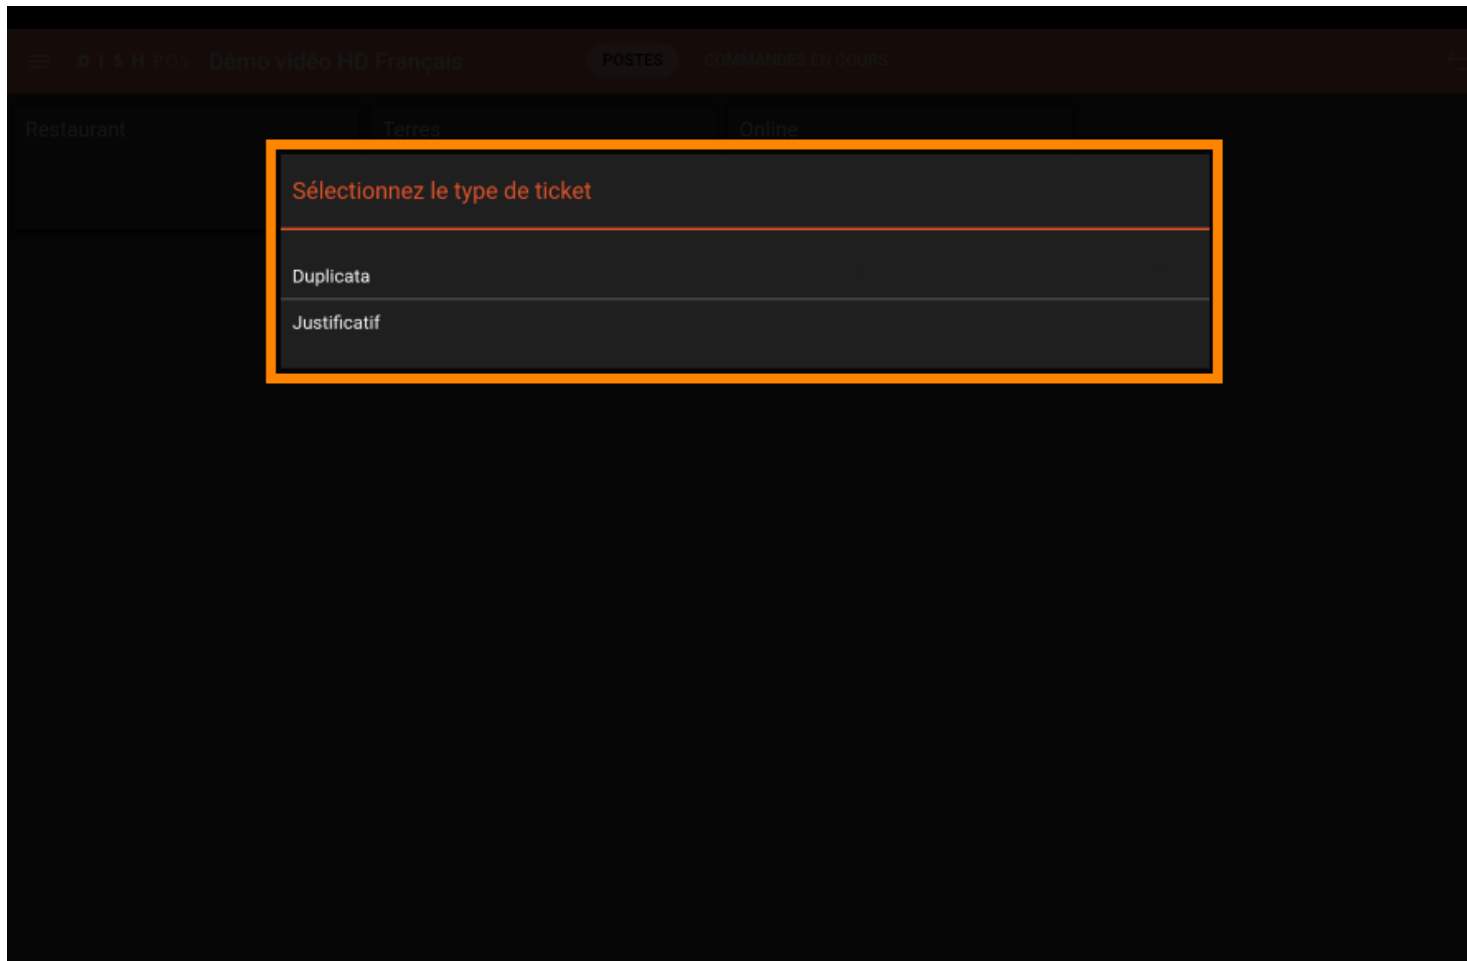 DISH POS Démo vidéo HD Français POSTES COMMANDES EN COURS
Restaurant Terres Online
Sélectionnez le type de ticket
Duplicata
Justificatif